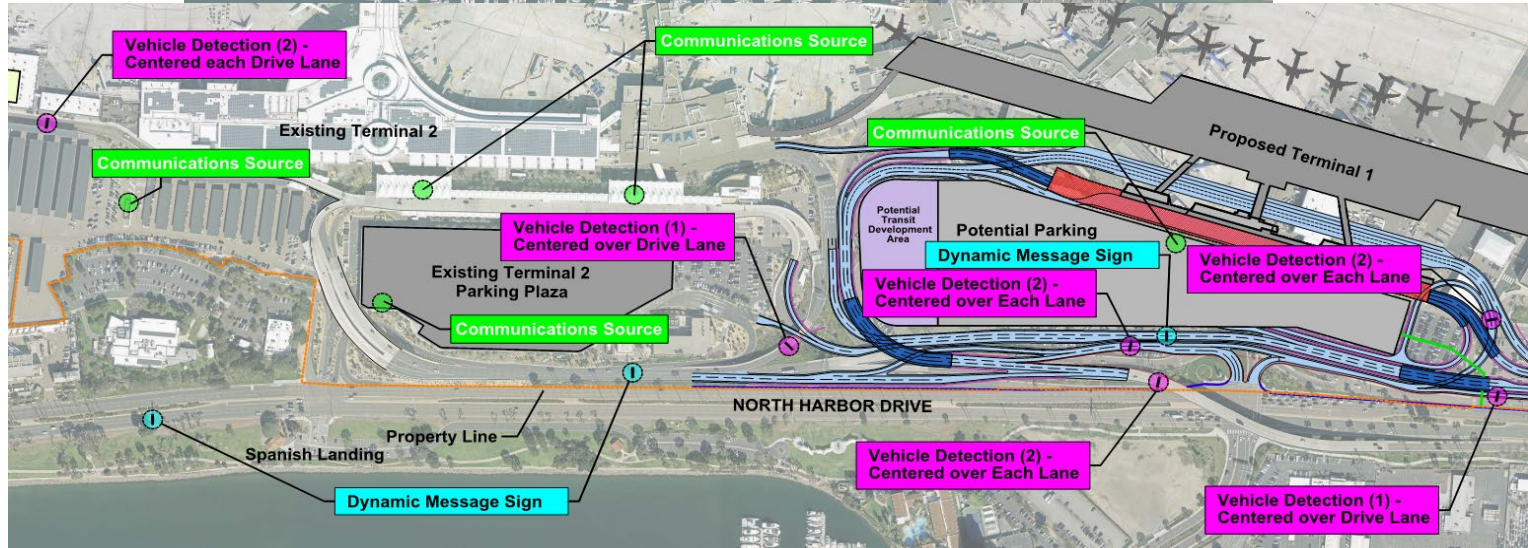 Vehicle Detection (2) -
Centered each Drive Lane
Communications Source
Existing Terminal 2
Communications Source
Communications Source
Proposed Terminal 1
Vehicle Detection (1) -
Centered over Drive Lane
Potential
Transit
Development
Area
Potential Parking
Dynamic Message Sign
Vehicle Detection (2) -
Centered over Each Lane
Vehicle Detection (2) -
Centered over Each Lane
Existing Terminal 2
Parking Plaza
Communications Source
NORTH HARBOR DRIVE
Property Line
Spanish Landing
Dynamic Message Sign
Vehicle Detection (2) -
Centered over Each Lane
Vehicle Detection (1) -
Centered over Drive Lane